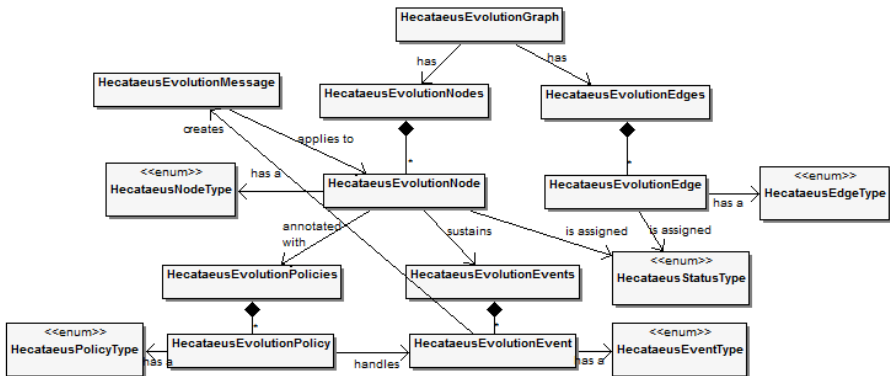 HecataeusEvolutionGraph
has
has
HecataeusEvolutionMessage
HecataeusEvolutionNodes
HecataeusEvolutionEdges
creates
applies to
*
*
<<enum>>
HecataeusNodeType
has a
HecataeusEvolutionNode
HecataeusEvolutionEdge
has a
<<enum>>
HecataeusEdgeType
annotated
with
sustains
is assigned
is assigned
HecataeusEvolutionPolicies
HecataeusEvolutionEvents
<<enum>>
HecataeusStatusType
*
*
<<enum>>
HecataeusPolicyType
has a
HecataeusEvolutionPolicy
handles
HecataeusEvolutionEvent
has a
<<enum>>
HecataeusEventType